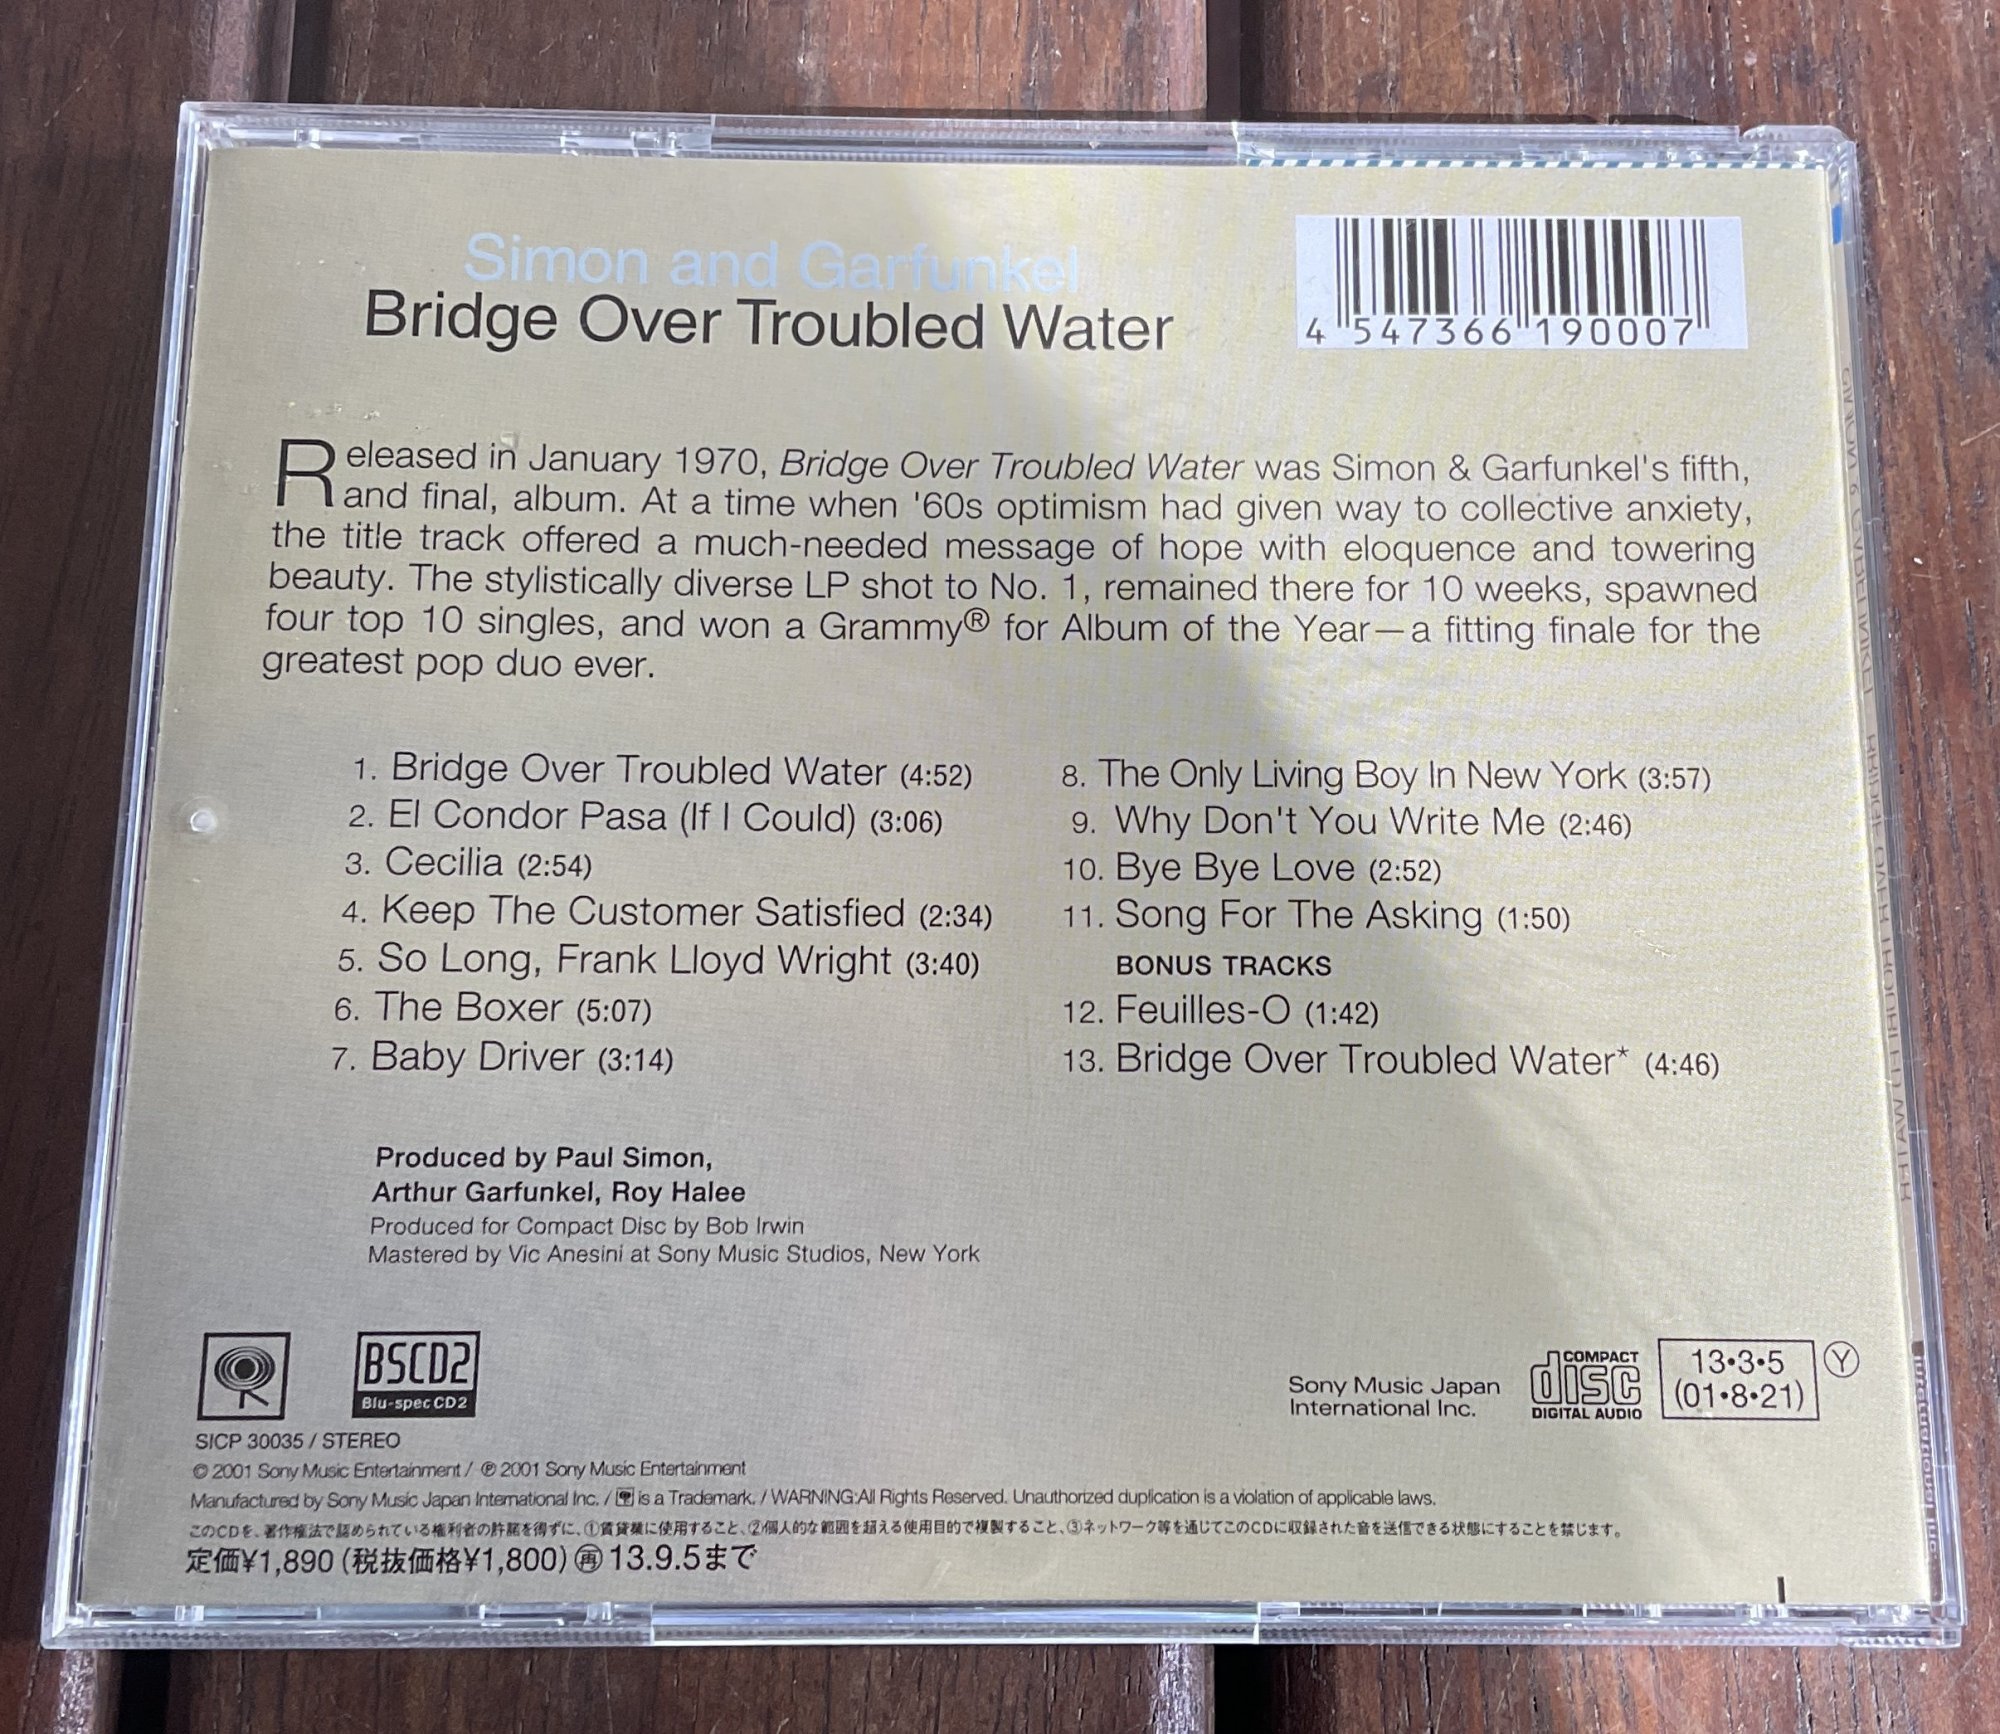 Simon and Garfunkel
Bridge Over Troubled Water
4 547366 190007
Released in January 1970, Bridge Over Troubled Water was Simon & Garfunkel's fifth,
and final, album. At a time when '60s optimism had given way to collective anxiety,
the title track offered a much-needed message of hope with eloquence and towering
beauty. The stylistically diverse LP shot to No. 1, remained there for 10 weeks, spawned
four top 10 singles, and won a Grammy® for Album of the Year—a fitting finale for the
greatest pop duo ever.
1. Bridge Over Troubled Water (4:52)
2. El Condor Pasa (If I Could) (3:06)
3. Cecilia (2:54)
4. Keep The Customer Satisfied (2:34)
5. So Long, Frank Lloyd Wright (3:40)
6. The Boxer (5:07)
7. Baby Driver (3:14)
8. The Only Living Boy In New York (3:57)
9. Why Don't You Write Me (2:46)
10. Bye Bye Love (2:52)
11. Song For The Asking (1:50)
BONUS TRACKS
12. Feuilles-O (1:42)
13. Bridge Over Troubled Water* (4:46)
Produced by Paul Simon,
Arthur Garfunkel, Roy Halee
Produced for Compact Disc by Bob Irwin
Mastered by Vic Anesini at Sony Music Studios, New York
BSCD2
Blu-spec CD2
Sony Music Japan
International Inc.
COMPACT
disc
DIGITAL AUDIO
13•3•5
(01•8•21)
Ⓨ
SICP 30035 / STEREO
© 2001 Sony Music Entertainment / ℗ 2001 Sony Music Entertainment
Manufactured by Sony Music Japan International Inc. / is a Trademark. / WARNING:All Rights Reserved. Unauthorized duplication is a violation of applicable laws.
このCDを、著作権法で認められている権利者の許諾を得ずに、①賃貸業に使用すること、②個人的な範囲を超える使用目的で複製すること、③ネットワーク等を通じてこのCDに収録された音を送信できる状態にすることを禁じます。
定価¥1,890 (税抜価格¥1,800) ㊢ 13.9.5まで
SIMON & GARFUNKEL BRIDGE OVER TROUBLED WATER